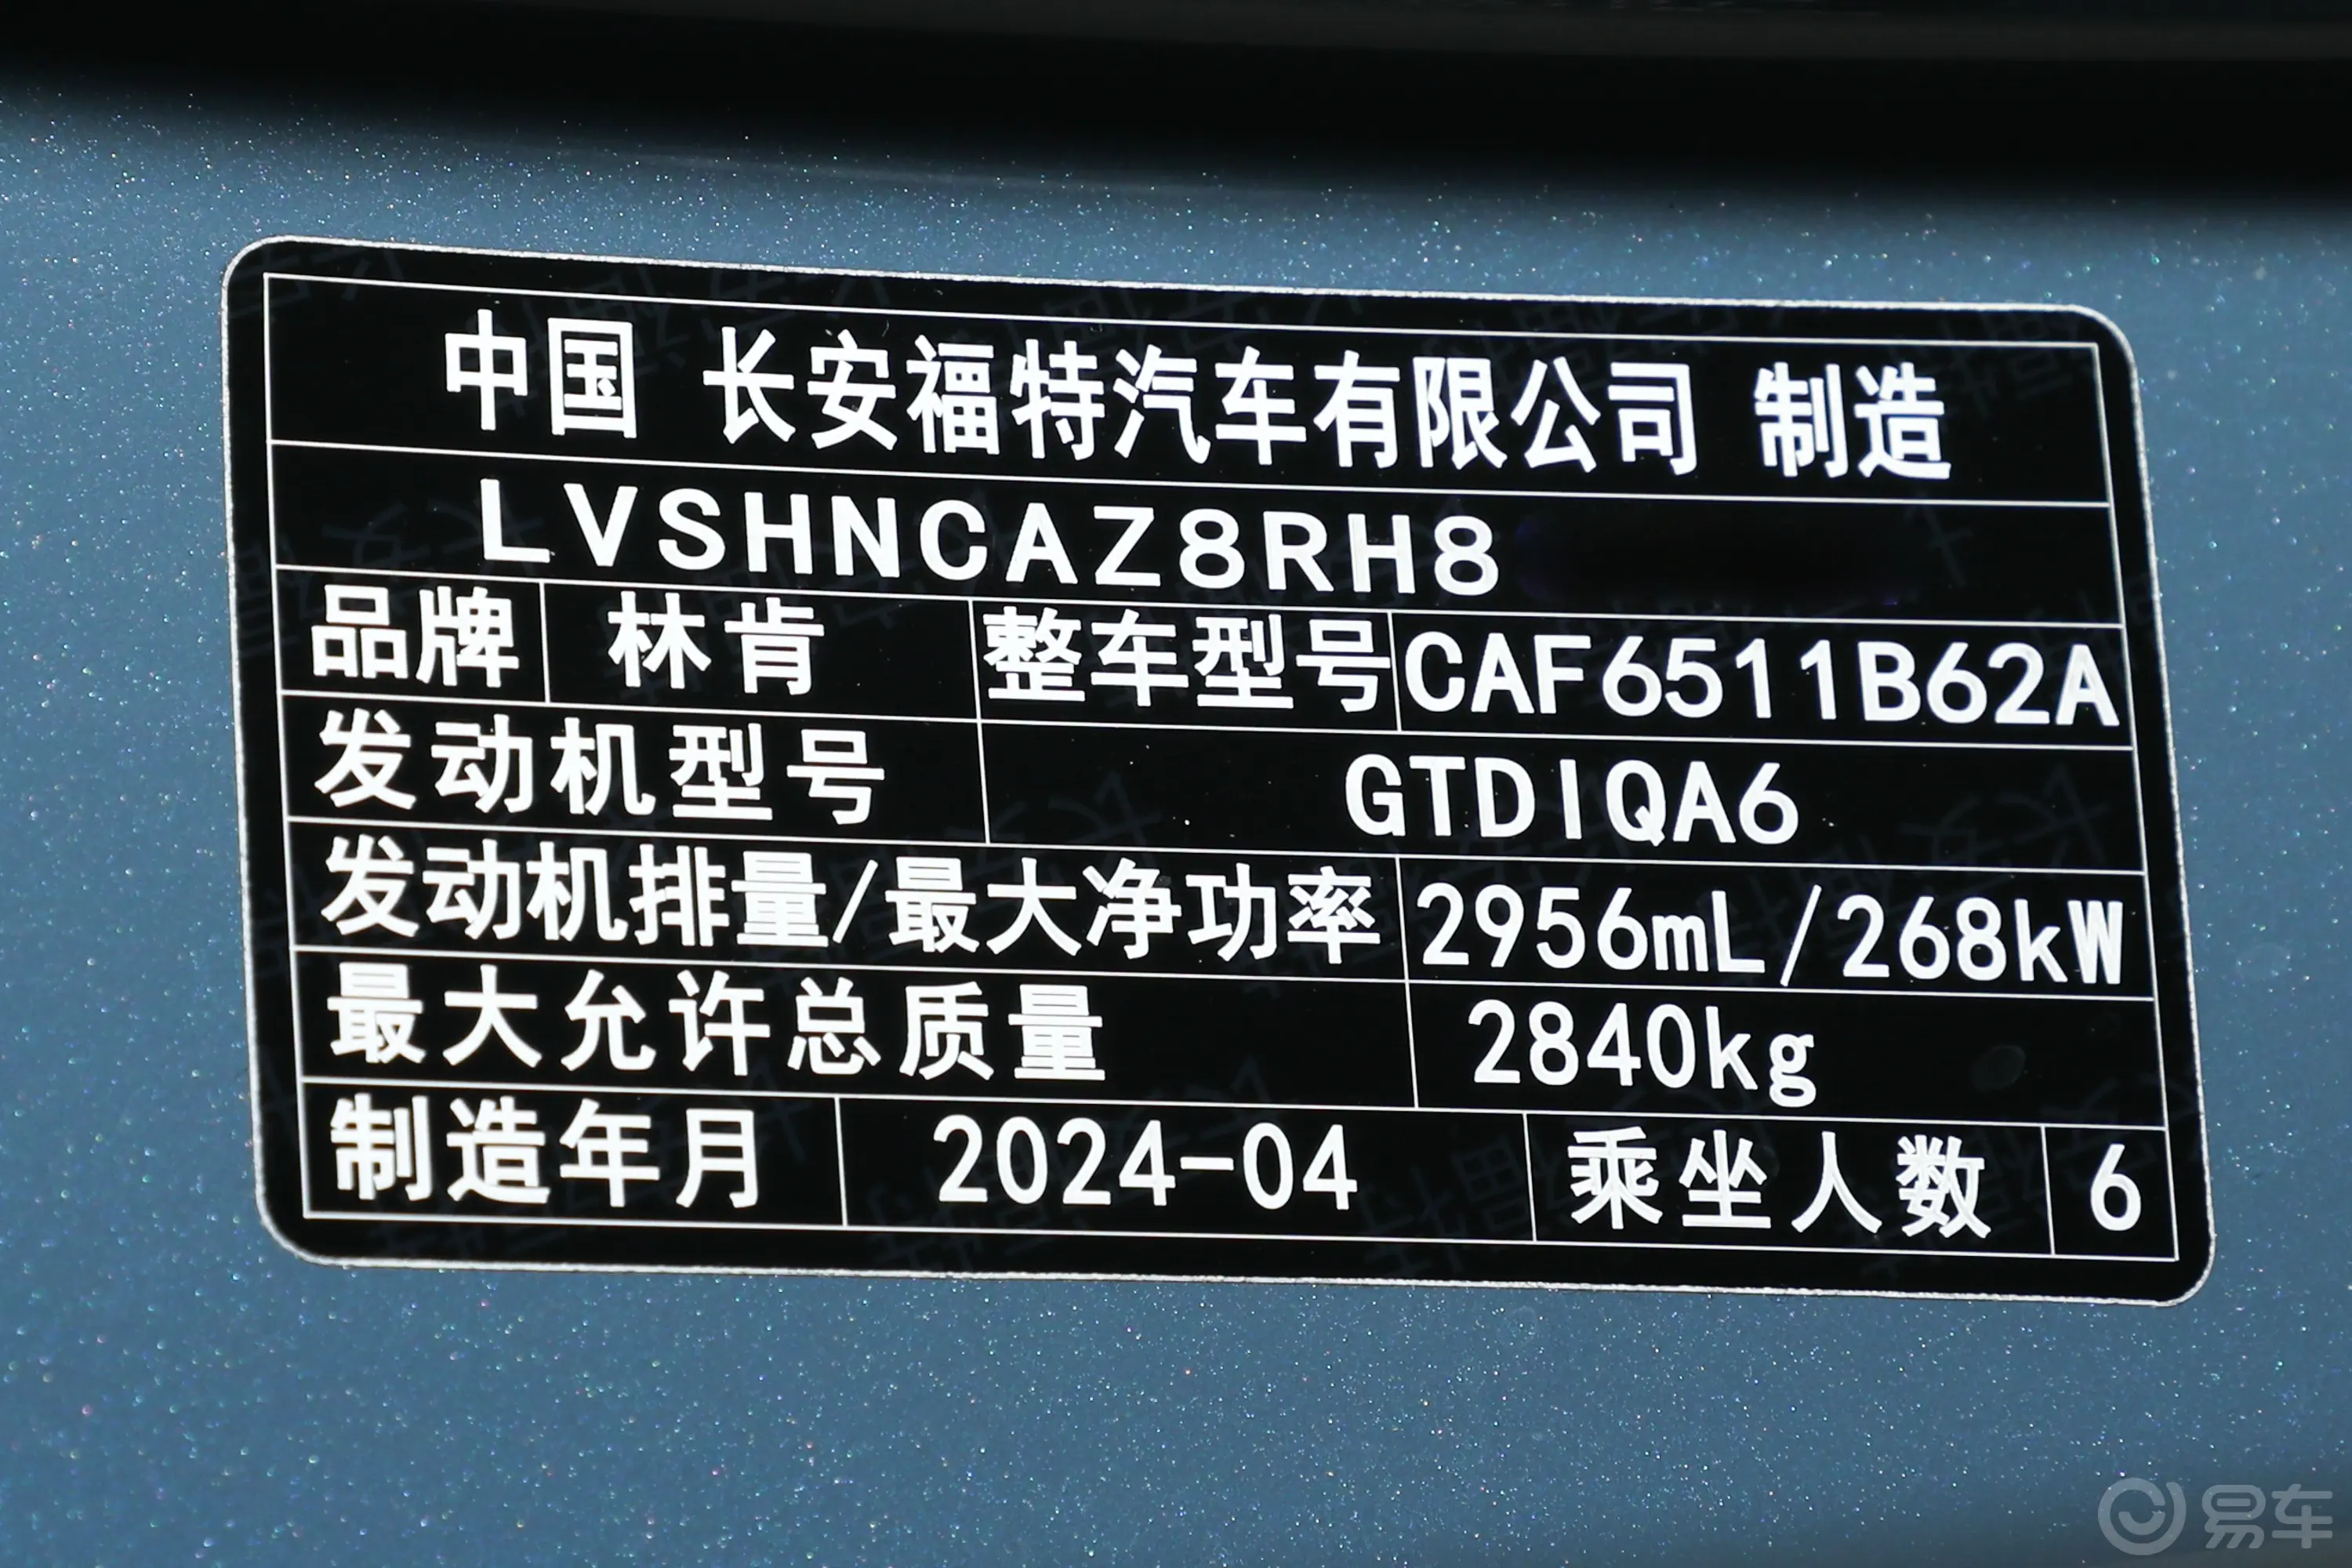 中国 长安福特汽车有限公司 制造
LVSHNCAZ8RH8
品牌 林肯 整车型号 CAF6511B62A
发动机型号 GTDIQA6
发动机排量/最大净功率 2956mL/268kW
最大允许总质量 2840kg
制造年月 2024-04 乘坐人数 6
易车